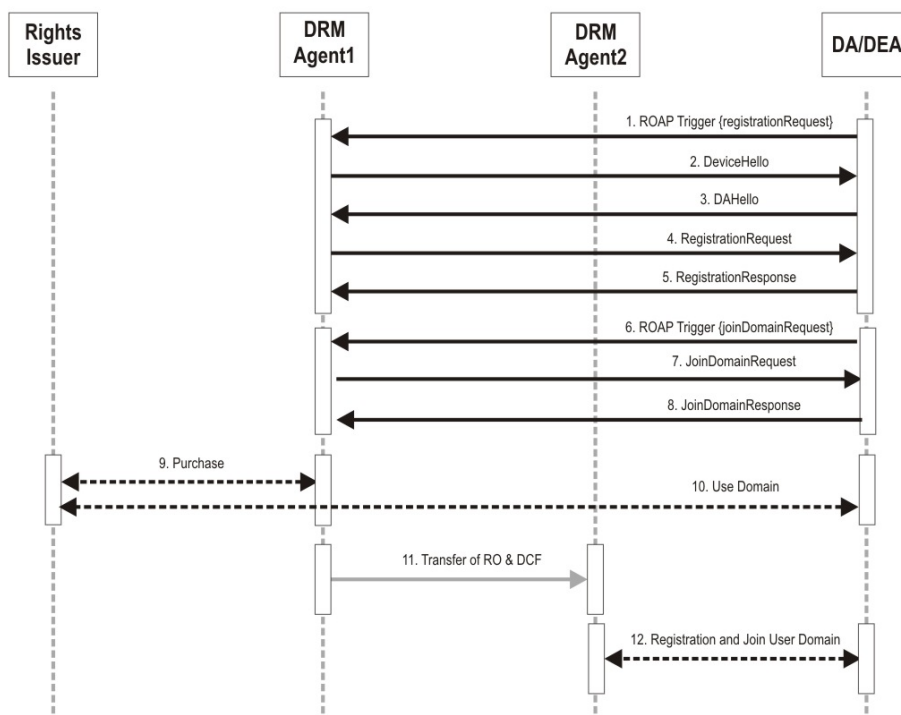 Rights
Issuer
DRM
Agent1
DRM
Agent2
DA/DEA
1. ROAP Trigger {registrationRequest}
2. DeviceHello
3. DAHello
4. RegistrationRequest
5. RegistrationResponse
6. ROAP Trigger {joinDomainRequest}
7. JoinDomainRequest
8. JoinDomainResponse
9. Purchase
10. Use Domain
11. Transfer of RO & DCF
12. Registration and Join User Domain